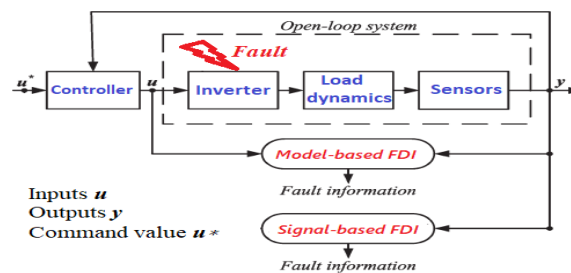 Open-loop system
Fault
u*
Controller
u
Inverter
Load
dynamics
Sensors
y
Model-based FDI
Fault information
Inputs u
Outputs y
Command value u*
Signal-based FDI
Fault information